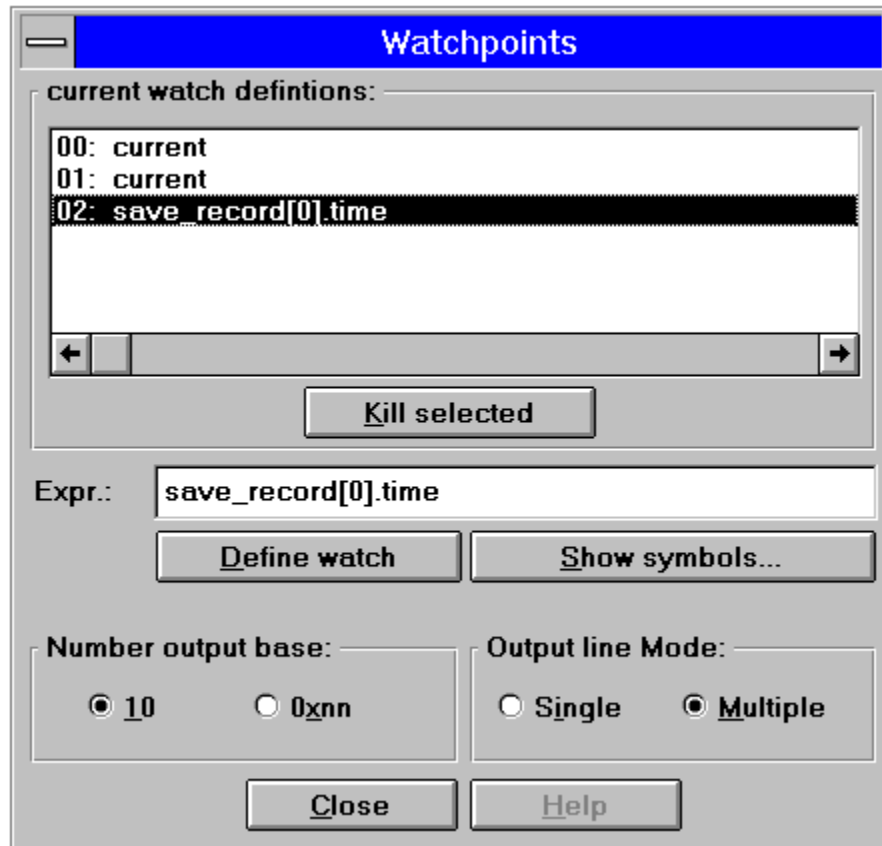 Watchpoints
current watch defintions:
00: current
01: current
02: save_record[0].time
Kill selected
Expr.: save_record[0].time
Define watch Show symbols...
Number output base: Output line Mode:
10 0xnn Single Multiple
Close Help